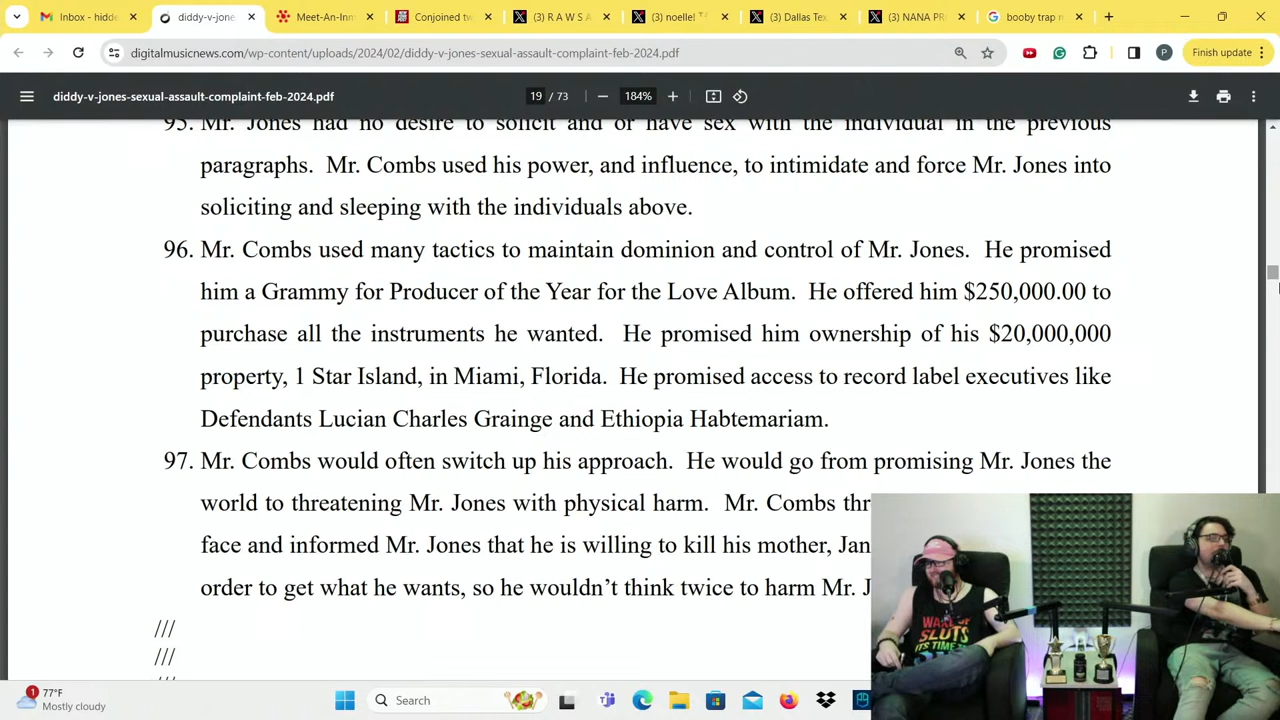 Inbox - hidde
diddy-v-jone
Meet-An-Inm
Conjoined tw
(3) R A W S A
(3) noelle!
(3) Dallas Tex
(3) NANA PR
booby trap n
digitalmusicnews.com/wp-content/uploads/2024/02/diddy-v-jones-sexual-assault-complaint-feb-2024.pdf
P
Finish update
diddy-v-jones-sexual-assault-complaint-feb-2024.pdf
19 / 73
184%
95. Mr. Jones had no desire to solicit and or have sex with the individual in the previous
paragraphs. Mr. Combs used his power, and influence, to intimidate and force Mr. Jones into
soliciting and sleeping with the individuals above.
96. Mr. Combs used many tactics to maintain dominion and control of Mr. Jones. He promised
him a Grammy for Producer of the Year for the Love Album. He offered him $250,000.00 to
purchase all the instruments he wanted. He promised him ownership of his $20,000,000
property, 1 Star Island, in Miami, Florida. He promised access to record label executives like
Defendants Lucian Charles Grainge and Ethiopia Habtemariam.
97. Mr. Combs would often switch up his approach. He would go from promising Mr. Jones the
world to threatening Mr. Jones with physical harm. Mr. Combs thr
face and informed Mr. Jones that he is willing to kill his mother, Jan
order to get what he wants, so he wouldn't think twice to harm Mr. J
///
///
WAKE UP
SLUTS
ITS TIME
1
77°F
Mostly cloudy
Search